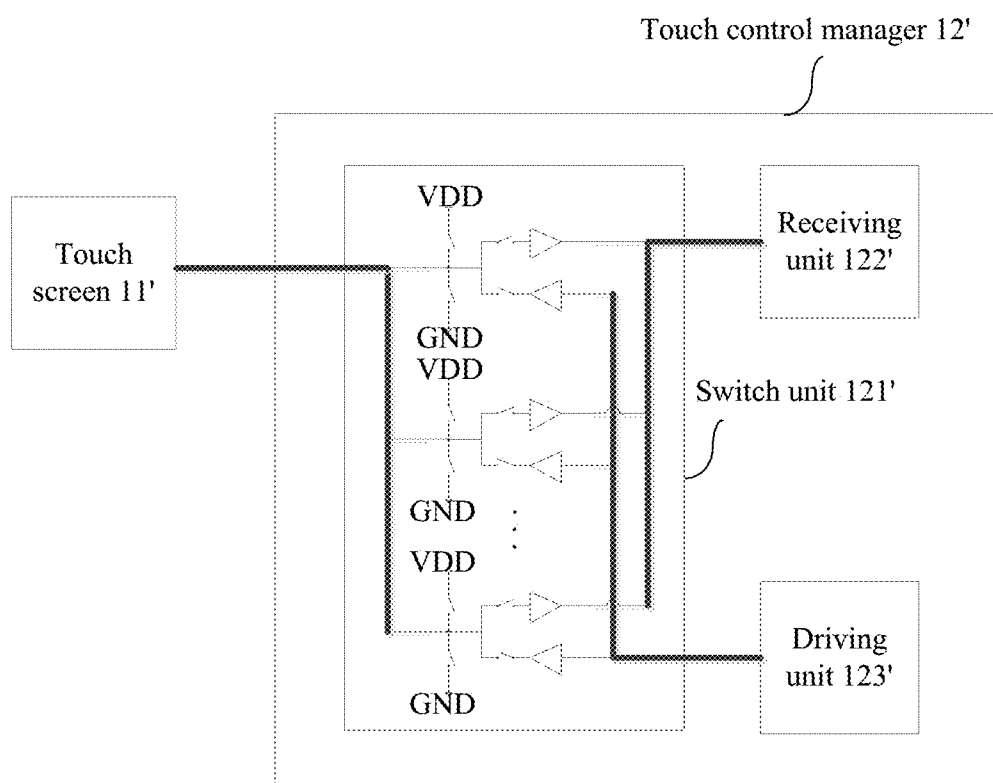 Touch control manager 12'
VDD
Touch
screen 11'
Receiving
unit 122'
GND
VDD
Switch unit 121'
GND
VDD
Driving
unit 123'
GND